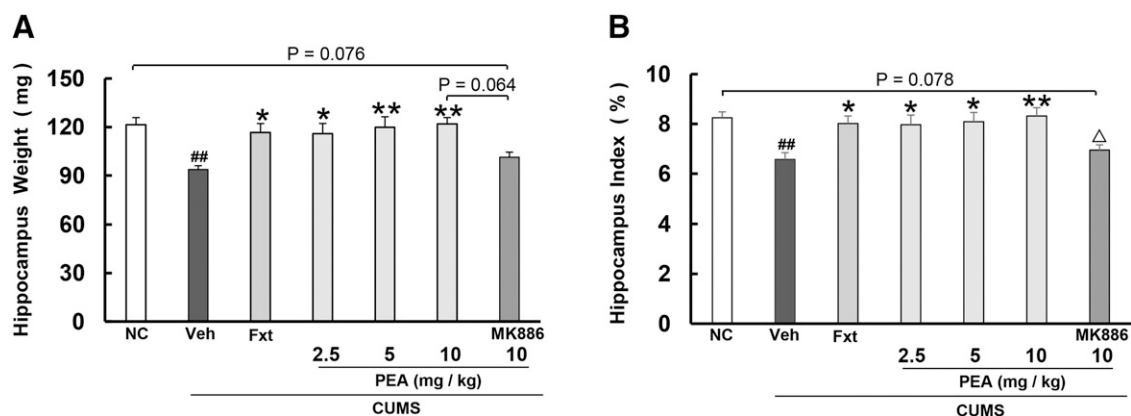 A
P = 0.076
P = 0.064
Hippocampus Weight ( mg )
150
120
90
60
30
0
##
*
*
**
**
NC
Veh
Fxt
MK886
2.5
5
10
10
PEA (mg / kg)
CUMS
B
P = 0.078
Hippocampus Index ( % )
10
8
6
4
2
0
##
*
*
*
**
△
NC
Veh
Fxt
MK886
2.5
5
10
10
PEA (mg / kg)
CUMS